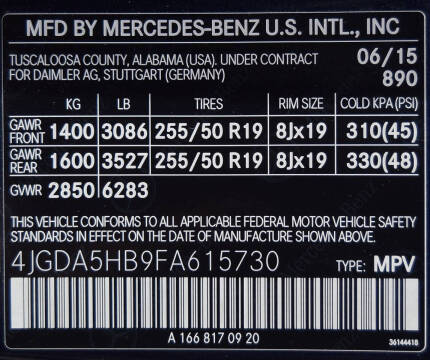 MFD BY MERCEDES-BENZ U.S. INTL., INC
TUSCALOOSA COUNTY, ALABAMA (USA). UNDER CONTRACT 06/15
FOR DAIMLER AG, STUTTGART (GERMANY) 890
KG LB TIRES RIM SIZE COLD KPA (PSI)
GAWR FRONT 1400 3086 255/50 R19 8Jx19 310(45)
GAWR REAR 1600 3527 255/50 R19 8Jx19 330(48)
GVWR 2850 6283
THIS VEHICLE CONFORMS TO ALL APPLICABLE FEDERAL MOTOR VEHICLE SAFETY
STANDARDS IN EFFECT ON THE DATE OF MANUFACTURE SHOWN ABOVE.
4JGDA5HB9FA615730 TYPE: MPV
A 166 817 09 20 36144418